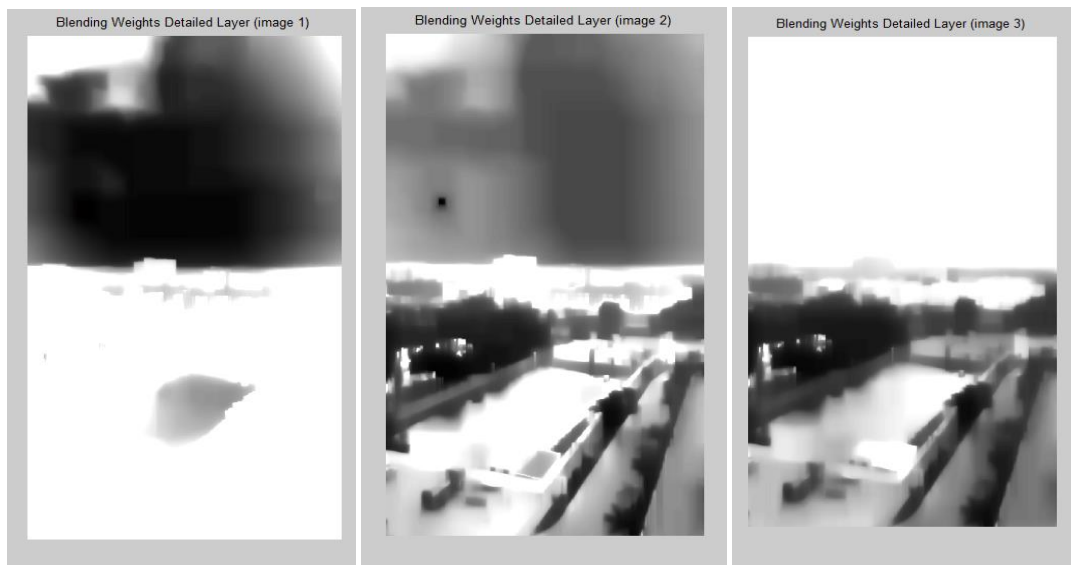 Blending Weights Detailed Layer (image 1)
Blending Weights Detailed Layer (image 2)
Blending Weights Detailed Layer (image 3)